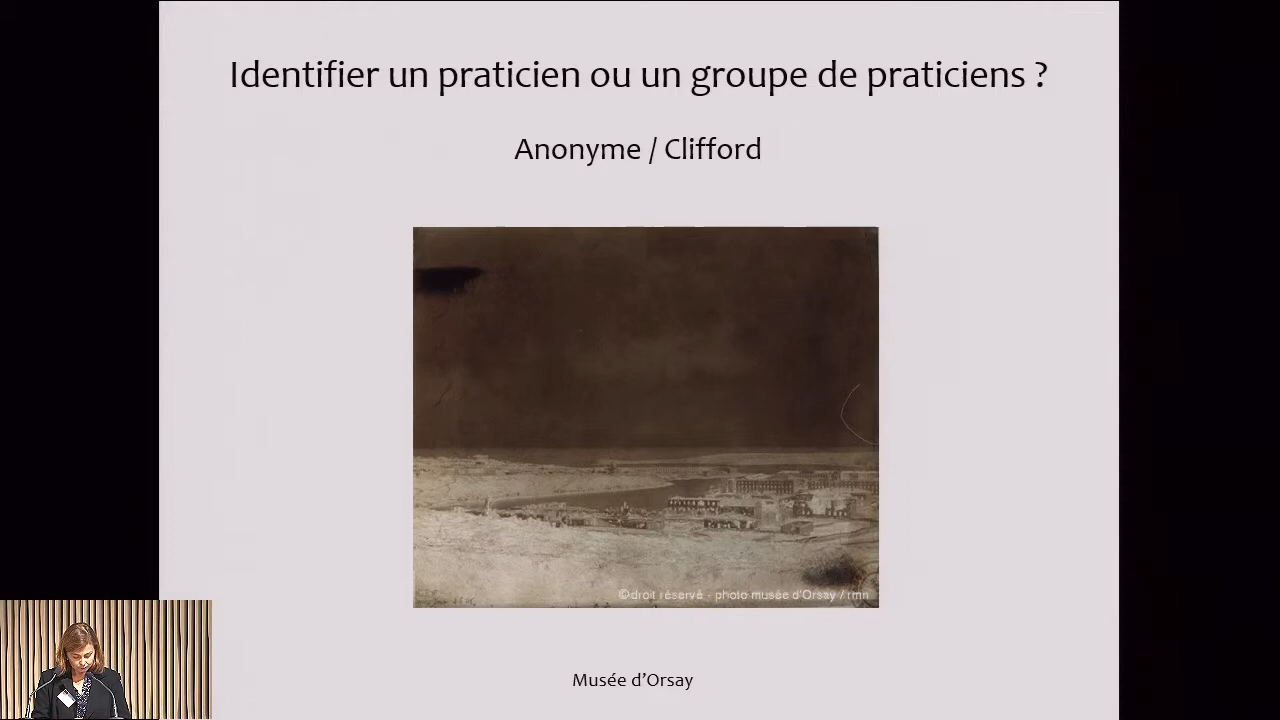 Identifier un praticien ou un groupe de praticiens ?
Anonyme / Clifford
©droit réservé - photo musée d'Orsay / rmn
Musée d’Orsay